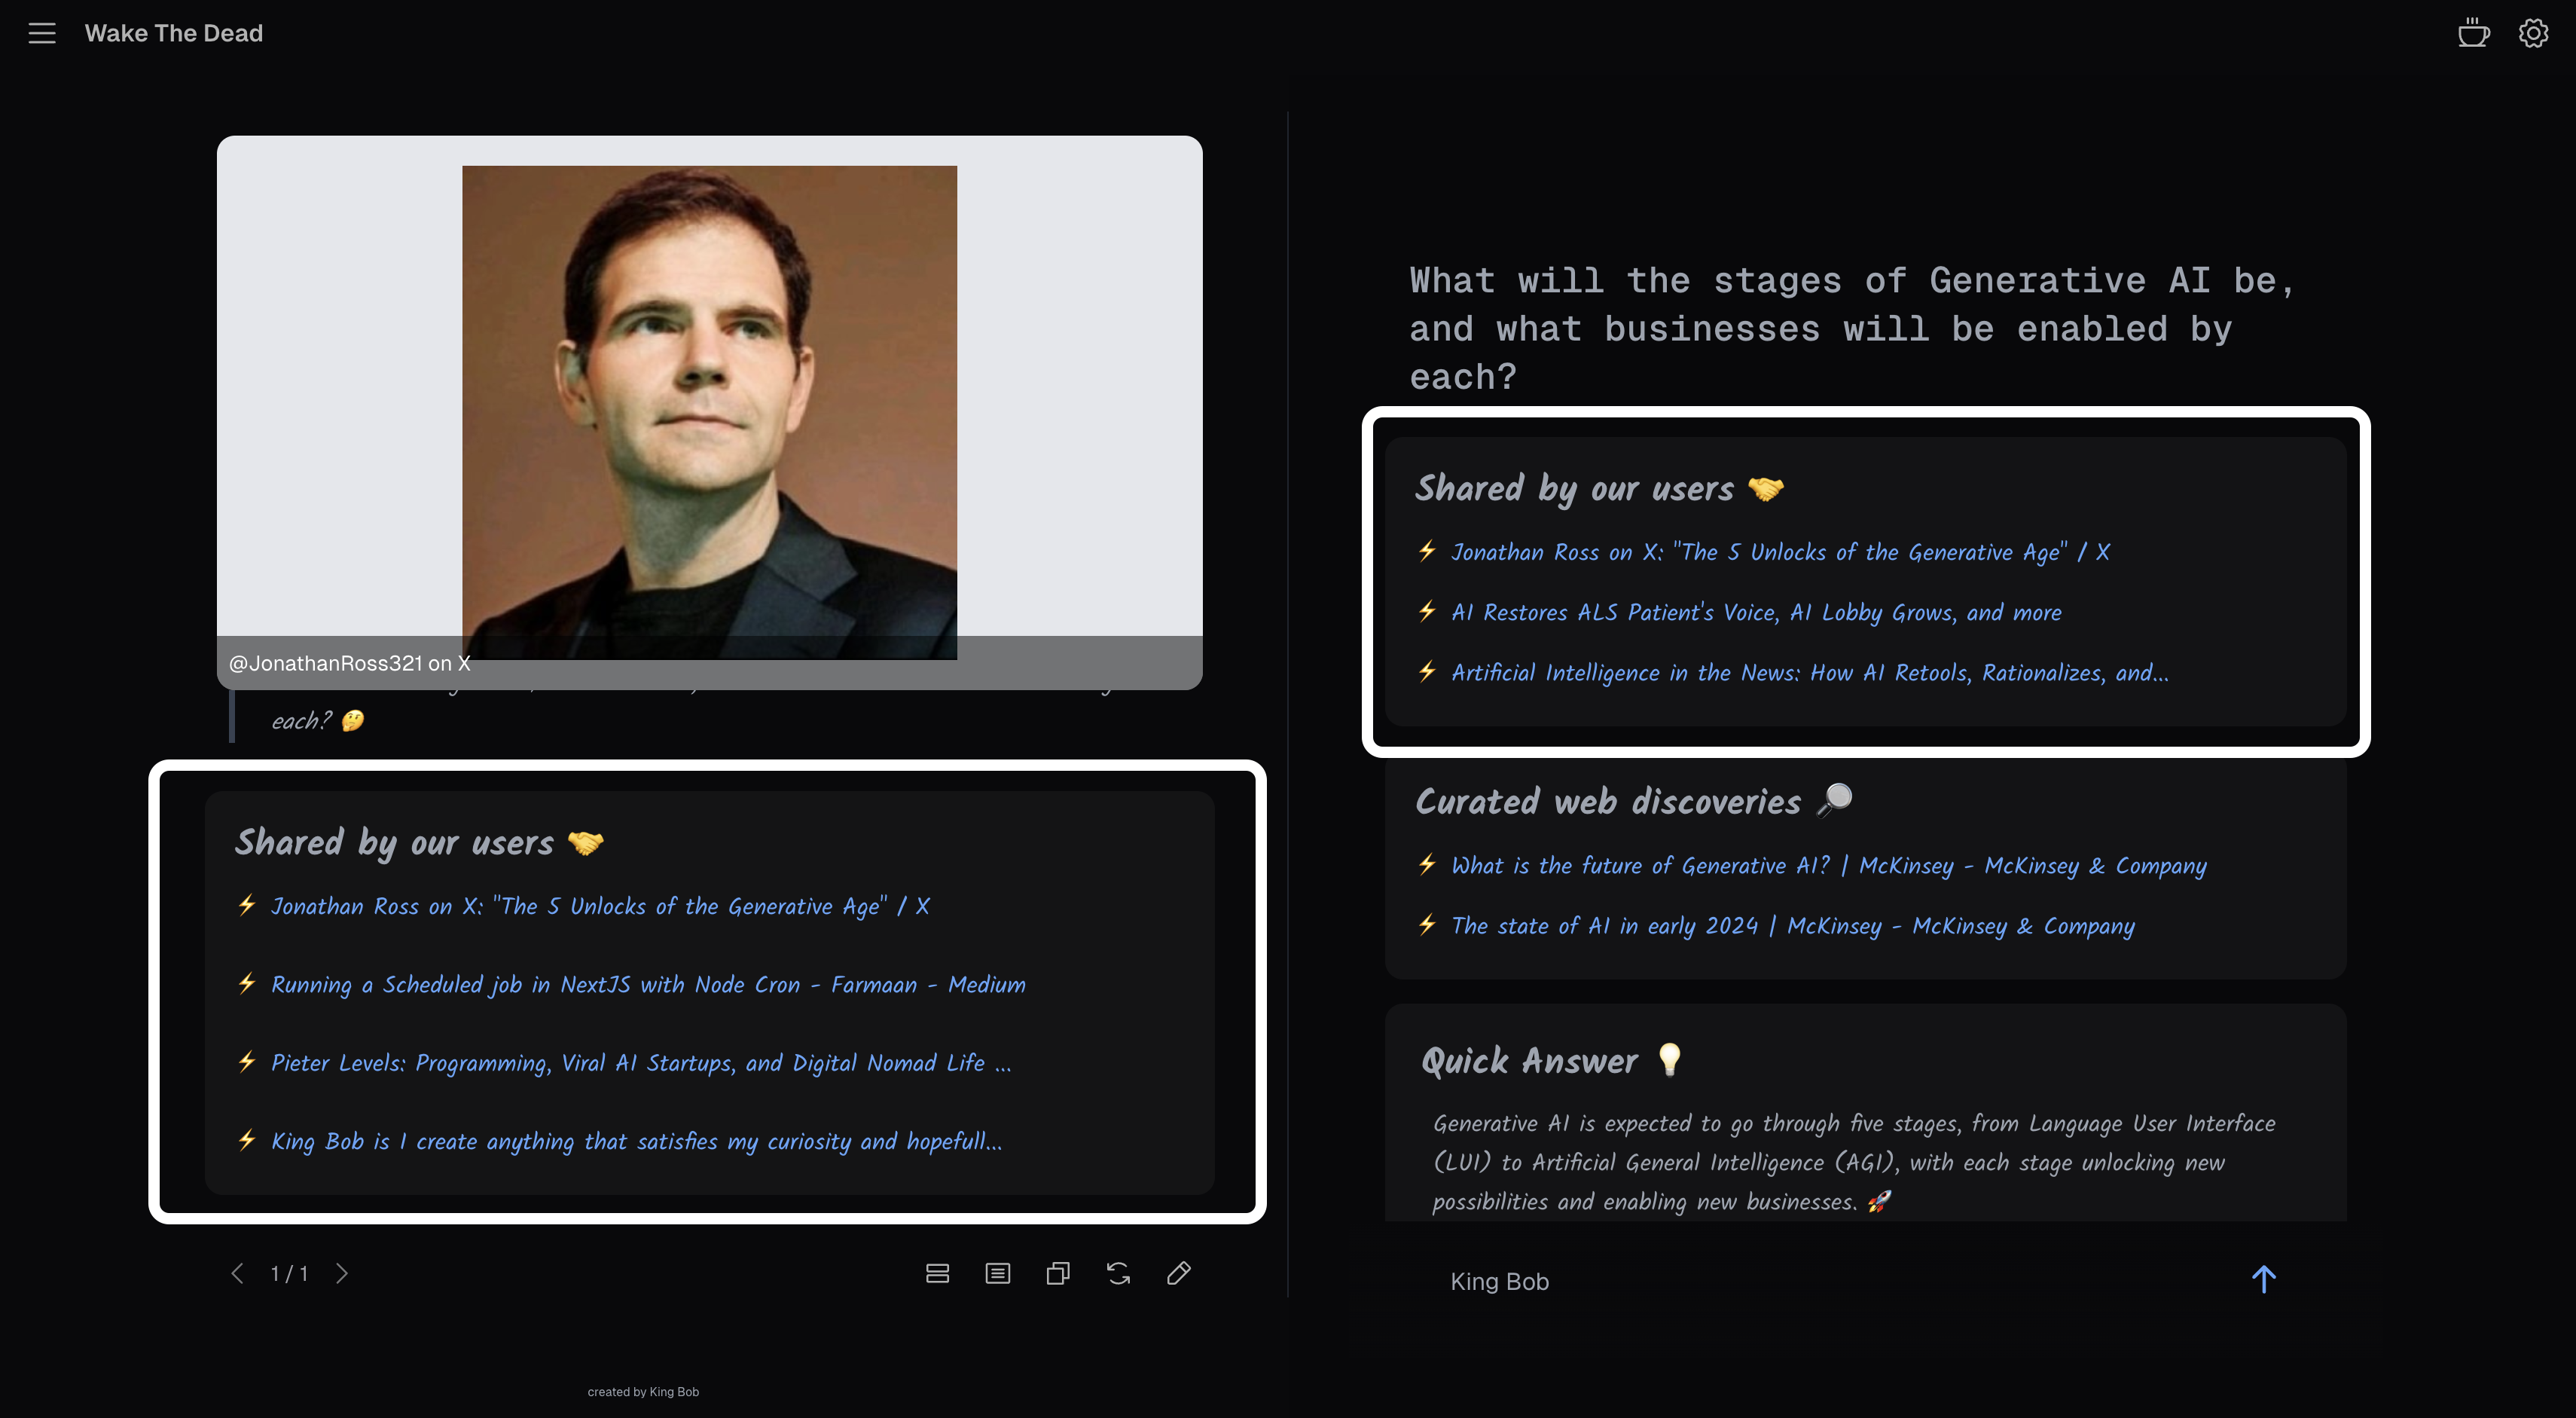 Wake The Dead
@JonathanRoss321 on X
each? 🤔
Shared by our users 🤝
⚡ Jonathan Ross on X: "The 5 Unlocks of the Generative Age" / X
⚡ Running a Scheduled job in NextJS with Node Cron - Farmaan - Medium
⚡ Pieter Levels: Programming, Viral AI Startups, and Digital Nomad Life ...
⚡ King Bob is I create anything that satisfies my curiosity and hopefull...
1 / 1
What will the stages of Generative AI be,
and what businesses will be enabled by
each?
Shared by our users 🤝
⚡ Jonathan Ross on X: "The 5 Unlocks of the Generative Age" / X
⚡ AI Restores ALS Patient's Voice, AI Lobby Grows, and more
⚡ Artificial Intelligence in the News: How AI Retools, Rationalizes, and...
Curated web discoveries 🔎
⚡ What is the future of Generative AI? | McKinsey - McKinsey & Company
⚡ The state of AI in early 2024 | McKinsey - McKinsey & Company
Quick Answer 💡
Generative AI is expected to go through five stages, from Language User Interface
(LUI) to Artificial General Intelligence (AGI), with each stage unlocking new
possibilities and enabling new businesses. 🚀
King Bob
created by King Bob